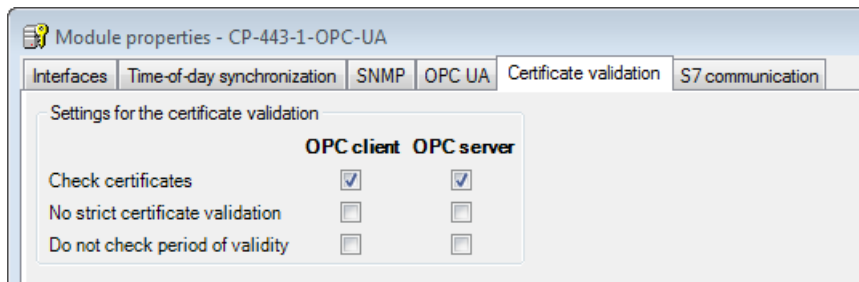 Module properties - CP-443-1-OPC-UA
Interfaces Time-of-day synchronization SNMP OPC UA Certificate validation S7 communication
Settings for the certificate validation
OPC client OPC server
Check certificates
No strict certificate validation
Do not check period of validity